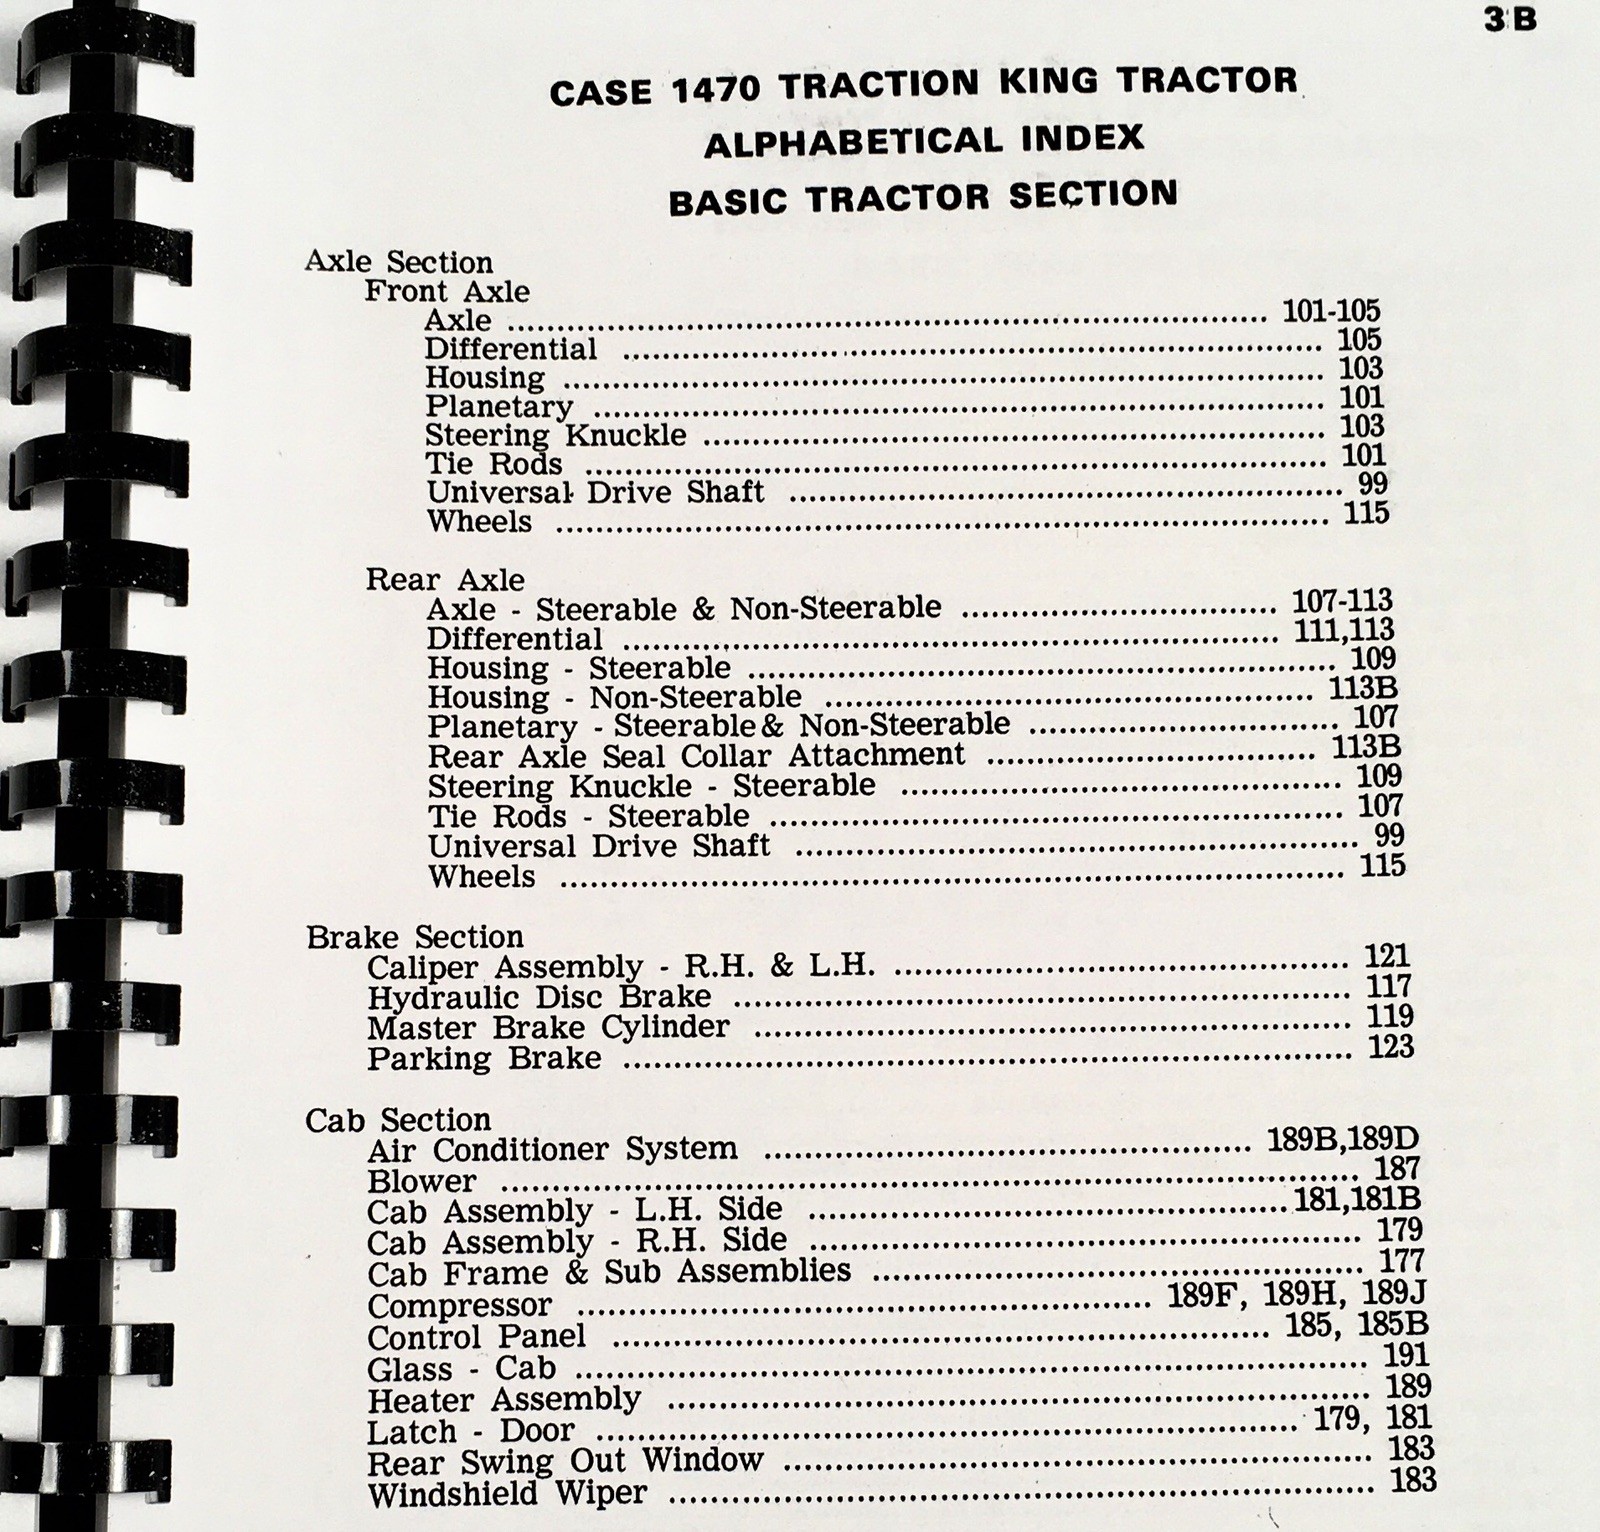 3 B
CASE 1470 TRACTION KING TRACTOR
ALPHABETICAL INDEX
BASIC TRACTOR SECTION
Axle Section
Front Axle
Axle ........................ 101-105
Differential ........................ 105
Housing ........................ 103
Planetary ........................ 101
Steering Knuckle ........................ 103
Tie Rods ........................ 101
Universal Drive Shaft ........................ 99
Wheels ........................ 115
Rear Axle
Axle - Steerable & Non-Steerable ........................ 107-113
Differential ........................ 111,113
Housing - Steerable ........................ 109
Housing - Non-Steerable ........................ 113B
Planetary - Steerable & Non-Steerable ........................ 107
Rear Axle Seal Collar Attachment ........................ 113B
Steering Knuckle - Steerable ........................ 109
Tie Rods - Steerable ........................ 107
Universal Drive Shaft ........................ 99
Wheels ........................ 115
Brake Section
Caliper Assembly - R.H. & L.H. ........................ 121
Hydraulic Disc Brake ........................ 117
Master Brake Cylinder ........................ 119
Parking Brake ........................ 123
Cab Section
Air Conditioner System ........................ 189B,189D
Blower ........................ 187
Cab Assembly - L.H. Side ........................ 181,181B
Cab Assembly - R.H. Side ........................ 179
Cab Frame & Sub Assemblies ........................ 177
Compressor ........................ 189F, 189H, 189J
Control Panel ........................ 185, 185B
Glass - Cab ........................ 191
Heater Assembly ........................ 189
Latch - Door ........................ 179, 181
Rear Swing Out Window ........................ 183
Windshield Wiper ........................ 183